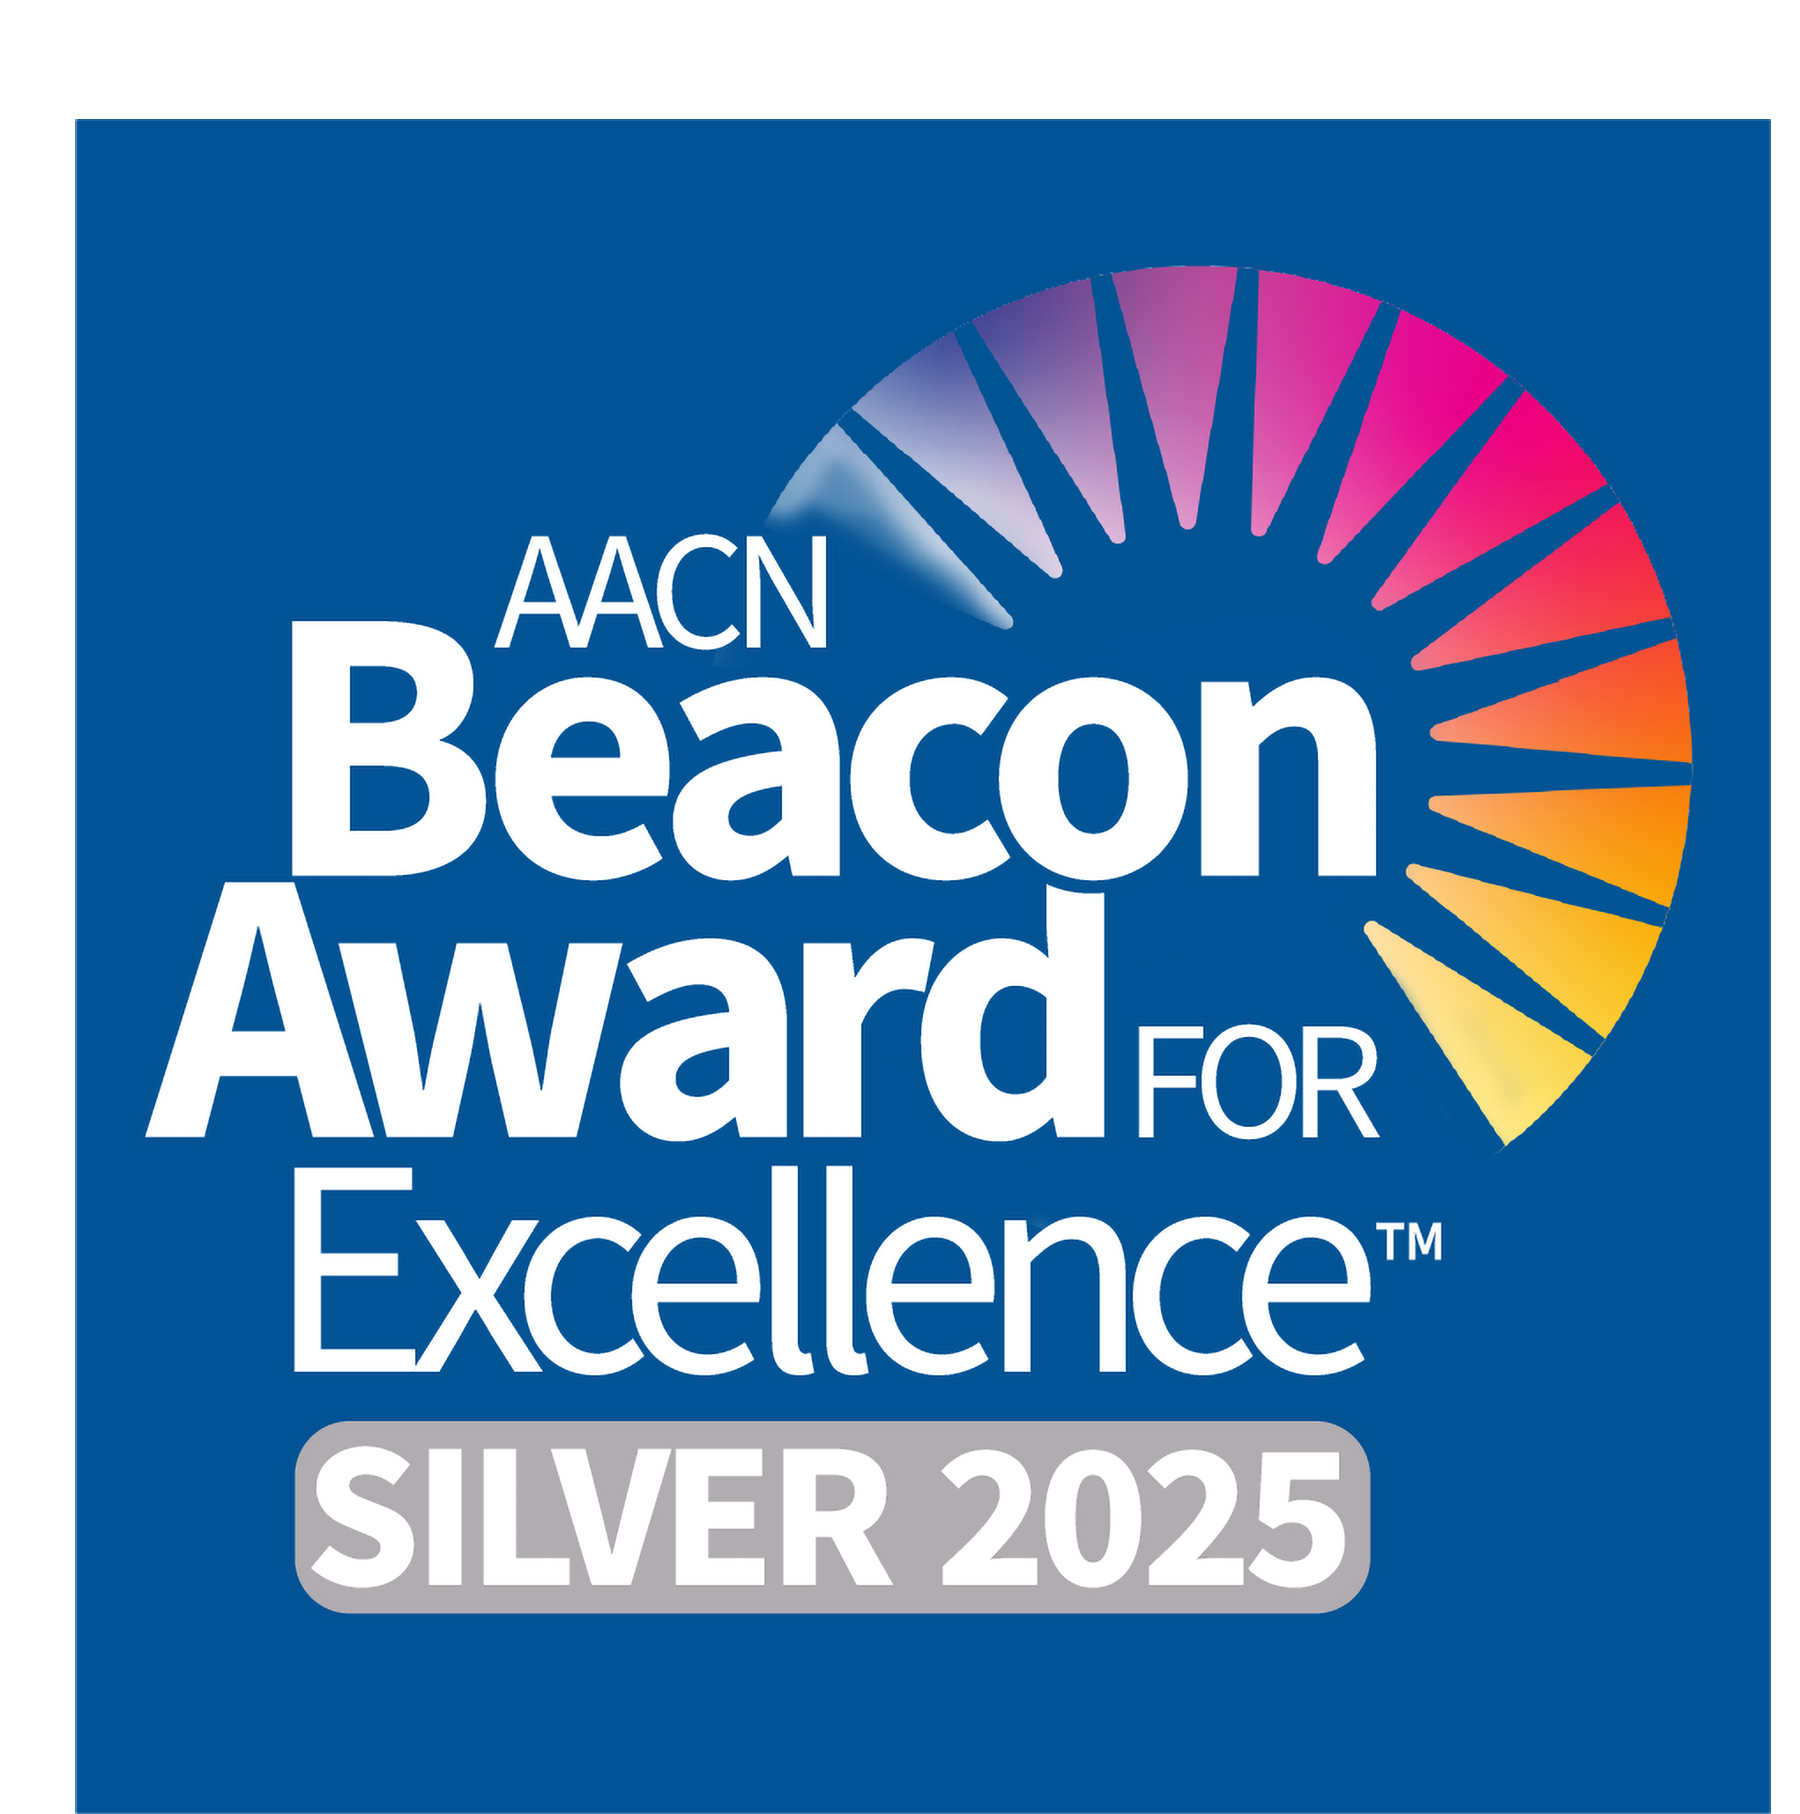 AACN
Beacon
Award FOR
Excellence™
SILVER 2025